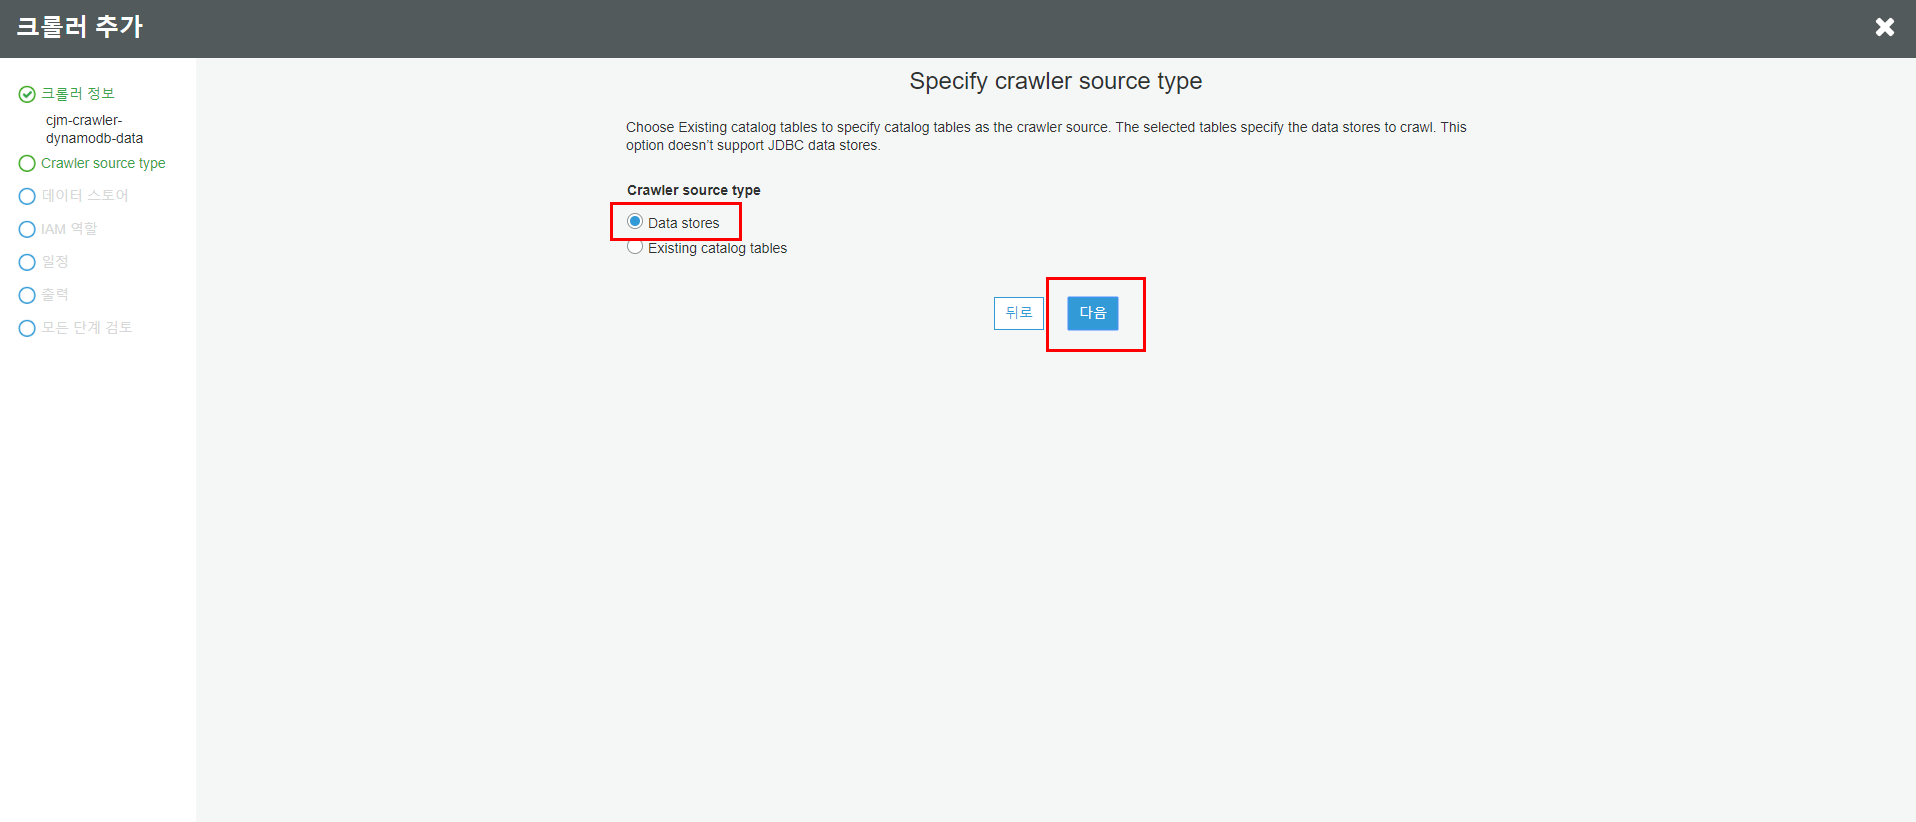 크롤러 추가
크롤러 정보
cjm-crawler-
dynamodb-data
Crawler source type
데이터 스토어
IAM 역할
일정
출력
모든 단계 검토
Specify crawler source type
Choose Existing catalog tables to specify catalog tables as the crawler source. The selected tables specify the data stores to crawl. This
option doesn’t support JDBC data stores.
Crawler source type
Data stores
Existing catalog tables
뒤로
다음